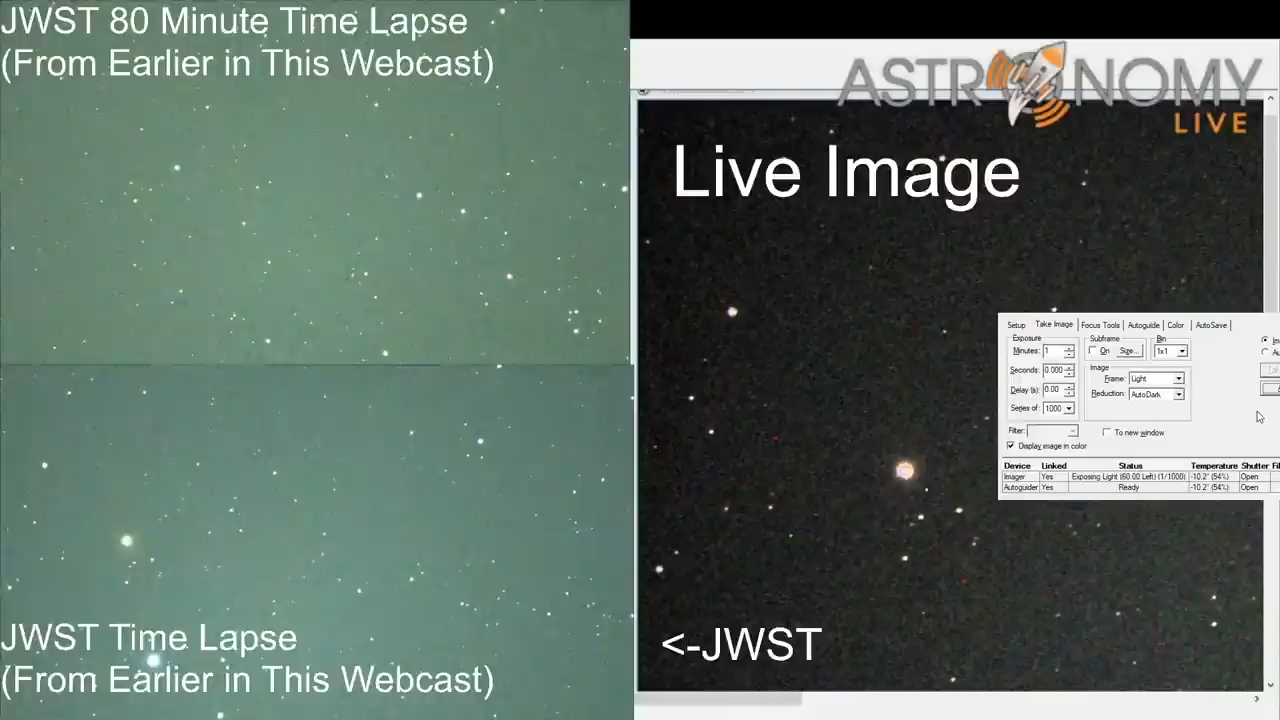 JWST 80 Minute Time Lapse
(From Earlier in This Webcast)
ASTRONOMY
LIVE
Live Image
Setup Take Image Focus Tools Autoguide Color AutoSave
Exposure Subframe Bin
Minutes: 1 On Size... 1x1
Seconds: 0.000 Image
Frame: Light
Delay (s): 0.00 Reduction: AutoDark
Series of: 1000
Filter: To new window
Display image in color
Device Linked Status Temperature Shutter
Imager Yes Exposing Light (60.00 Left) (1/1000) -10.2° (54%) Open
Autoguider Yes Ready -10.2° (54%) Open
<-JWST
JWST Time Lapse
(From Earlier in This Webcast)